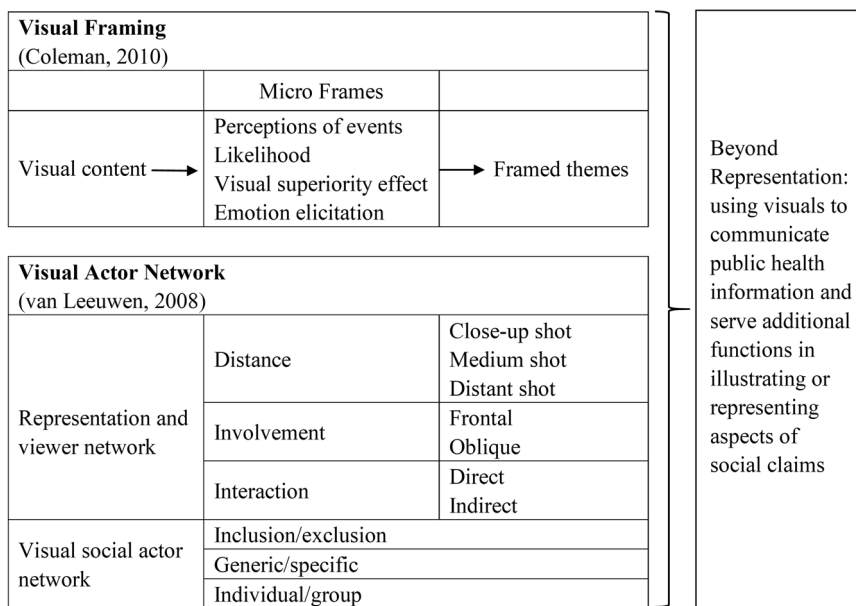 Visual Framing
(Coleman, 2010)
Micro Frames
Visual content
Perceptions of events
Likelihood
Visual superiority effect
Emotion elicitation
Framed themes
Visual Actor Network
(van Leeuwen, 2008)
Representation and
viewer network
Distance
Close-up shot
Medium shot
Distant shot
Involvement
Frontal
Oblique
Interaction
Direct
Indirect
Visual social actor
network
Inclusion/exclusion
Generic/specific
Individual/group
Beyond
Representation:
using visuals to
communicate
public health
information and
serve additional
functions in
illustrating or
representing
aspects of
social claims